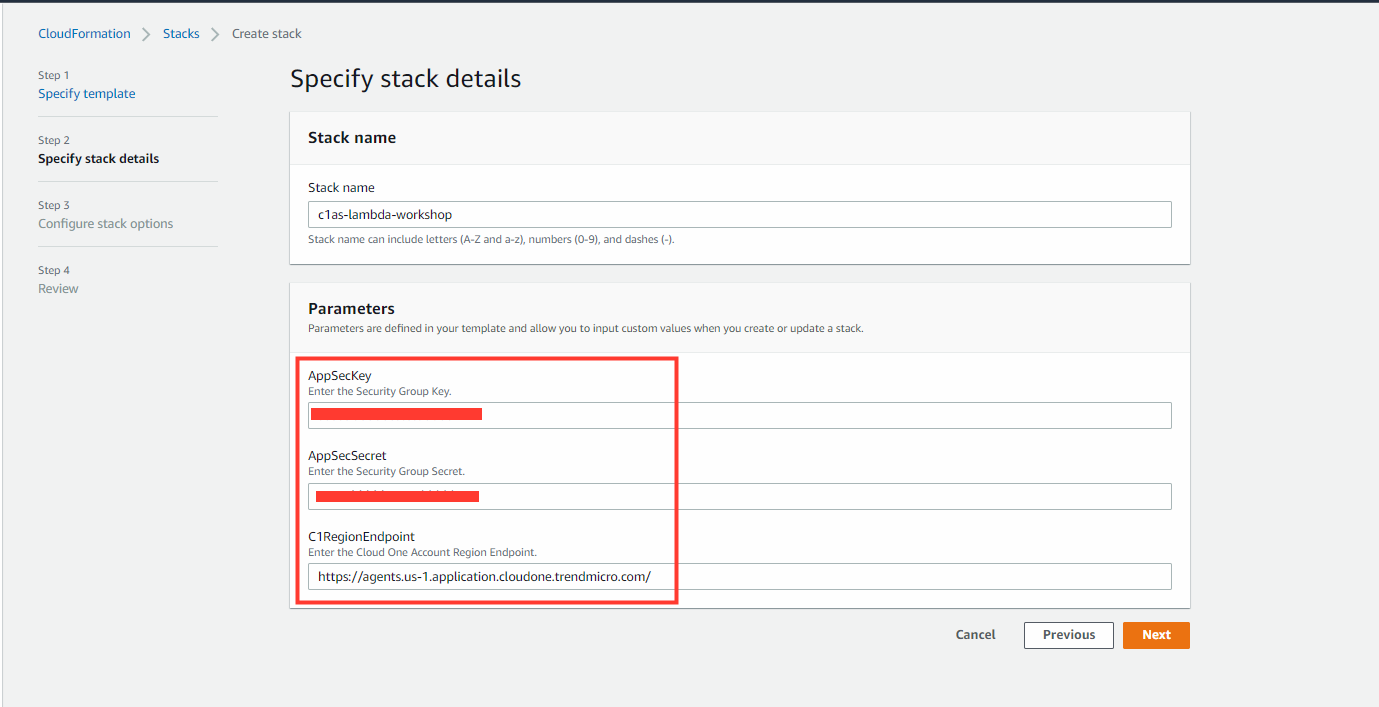 CloudFormation > Stacks > Create stack
Step 1
Specify template
Step 2
Specify stack details
Step 3
Configure stack options
Step 4
Review
Specify stack details
Stack name
Stack name
c1as-lambda-workshop
Stack name can include letters (A-Z and a-z), numbers (0-9), and dashes (-).
Parameters
Parameters are defined in your template and allow you to input custom values when you create or update a stack.
AppSecKey
Enter the Security Group Key.
AppSecSecret
Enter the Security Group Secret.
C1RegionEndpoint
Enter the Cloud One Account Region Endpoint.
https://agents.us-1.application.cloudone.trendmicro.com/
Cancel Previous Next